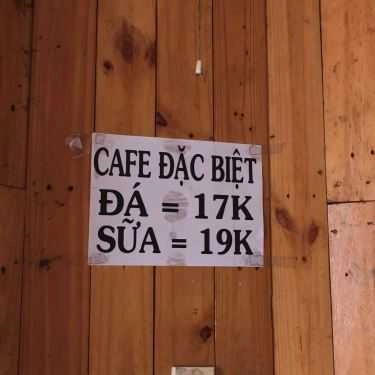 CAFE ĐẶC BIỆT
ĐÁ = 17K
SỮA = 19K